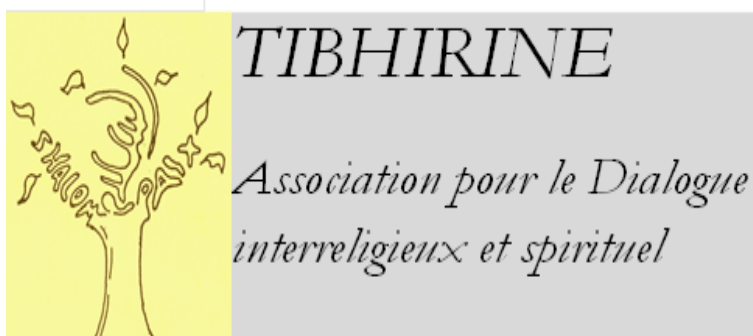 SHALOM
PAIX
TIBHIRINE
Association pour le Dialogue
interreligieux et spirituel